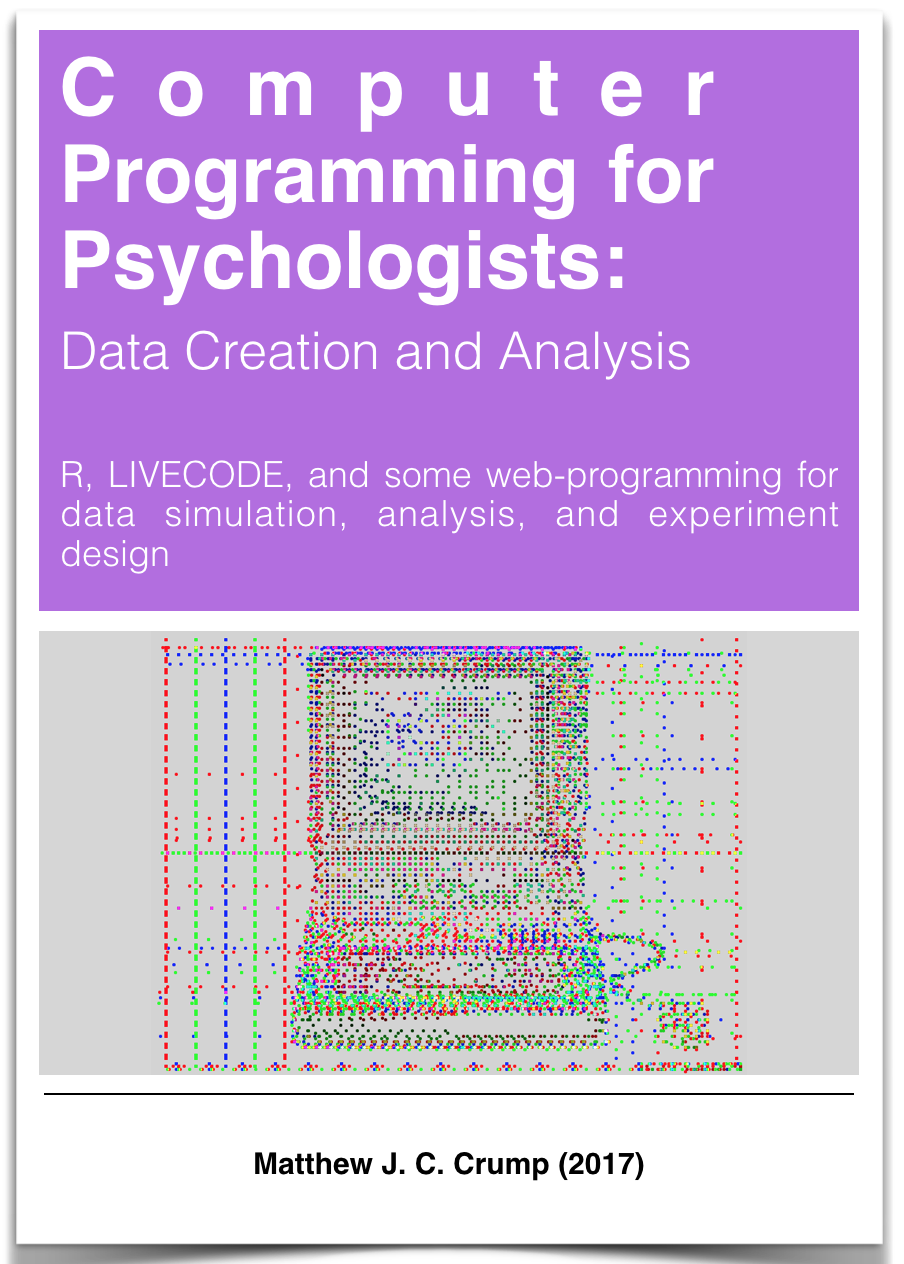 Computer
Programming for
Psychologists:
Data Creation and Analysis
R, LIVECODE, and some web-programming for
data simulation, analysis, and experiment
design
Matthew J. C. Crump (2017)